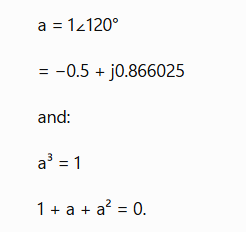 a = 1∠120°
= −0.5 + j0.866025
and:
a³ = 1
1 + a + a² = 0.